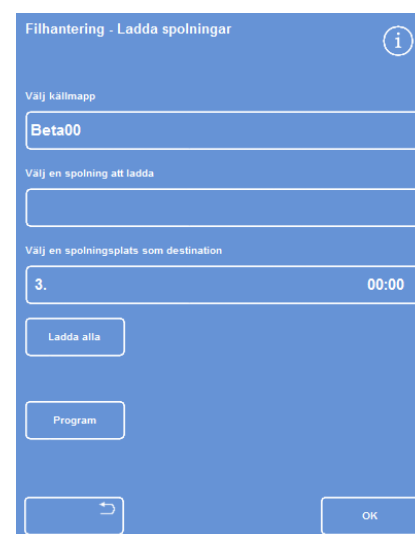 Filhantering - Ladda spolningar
i
Välj källmapp
Beta00
Välj en spolning att ladda
Välj en spolningsplats som destination
3. 00:00
Ladda alla
Program
OK